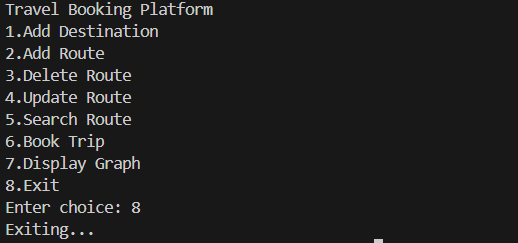 Travel Booking Platform
1.Add Destination
2.Add Route
3.Delete Route
4.Update Route
5.Search Route
6.Book Trip
7.Display Graph
8.Exit
Enter choice: 8
Exiting...